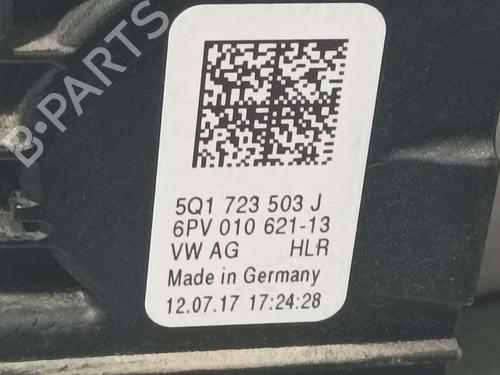 B-PARTS
5Q1 723 503 J
6PV 010 621-13
VW AG HLR
Made in Germany
12.07.17 17:24:28